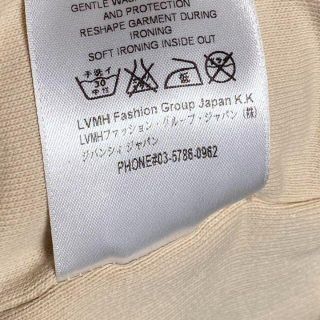 GENTLE WAS
AND PROTECTION
RESHAPE GARMENT DURING
IRONING
SOFT IRONING INSIDE OUT
手洗イ
30
中性
LVMH Fashion Group Japan K.K
LVMHファッション グループ・ジャパン (株)
ジバンシィ ジャパン
PHONE#03-5786-0962